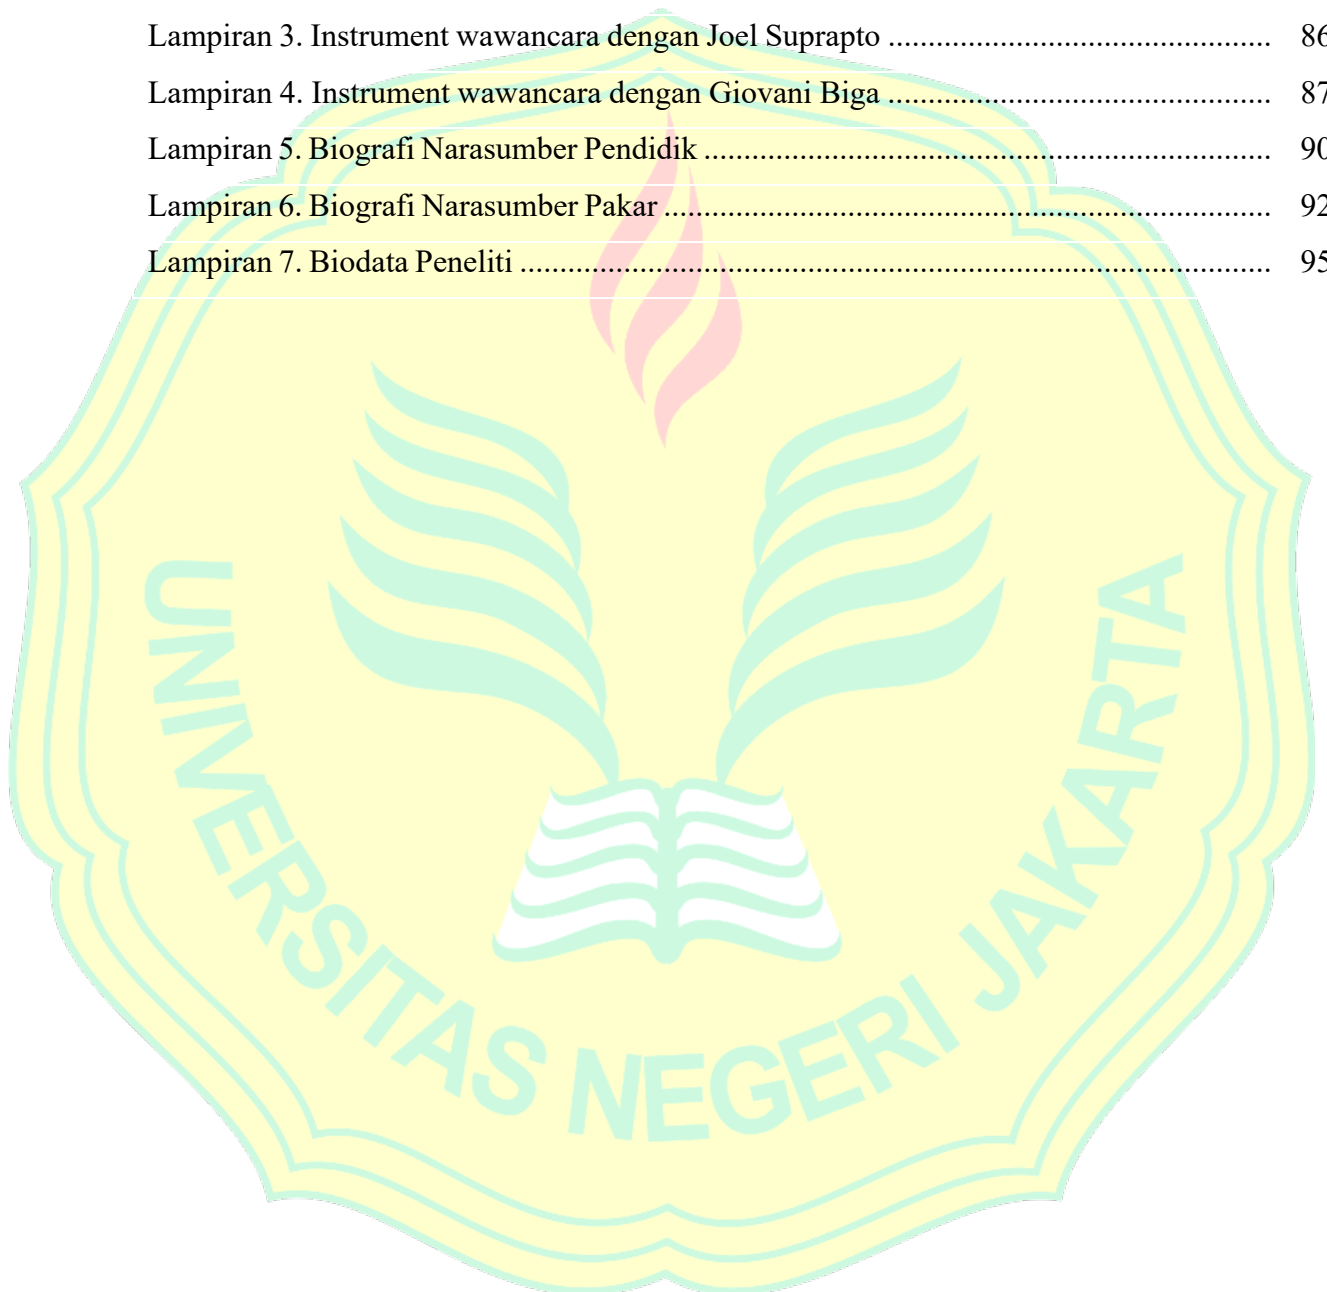 Lampiran 3. Instrument wawancara dengan Joel Suprapto ................................................ 86
Lampiran 4. Instrument wawancara dengan Giovani Biga ................................................ 87
Lampiran 5. Biografi Narasumber Pendidik ....................................................................... 90
Lampiran 6. Biografi Narasumber Pakar ............................................................................ 92
Lampiran 7. Biodata Peneliti .............................................................................................. 95
UNIVERSITAS NEGERI JAKARTA